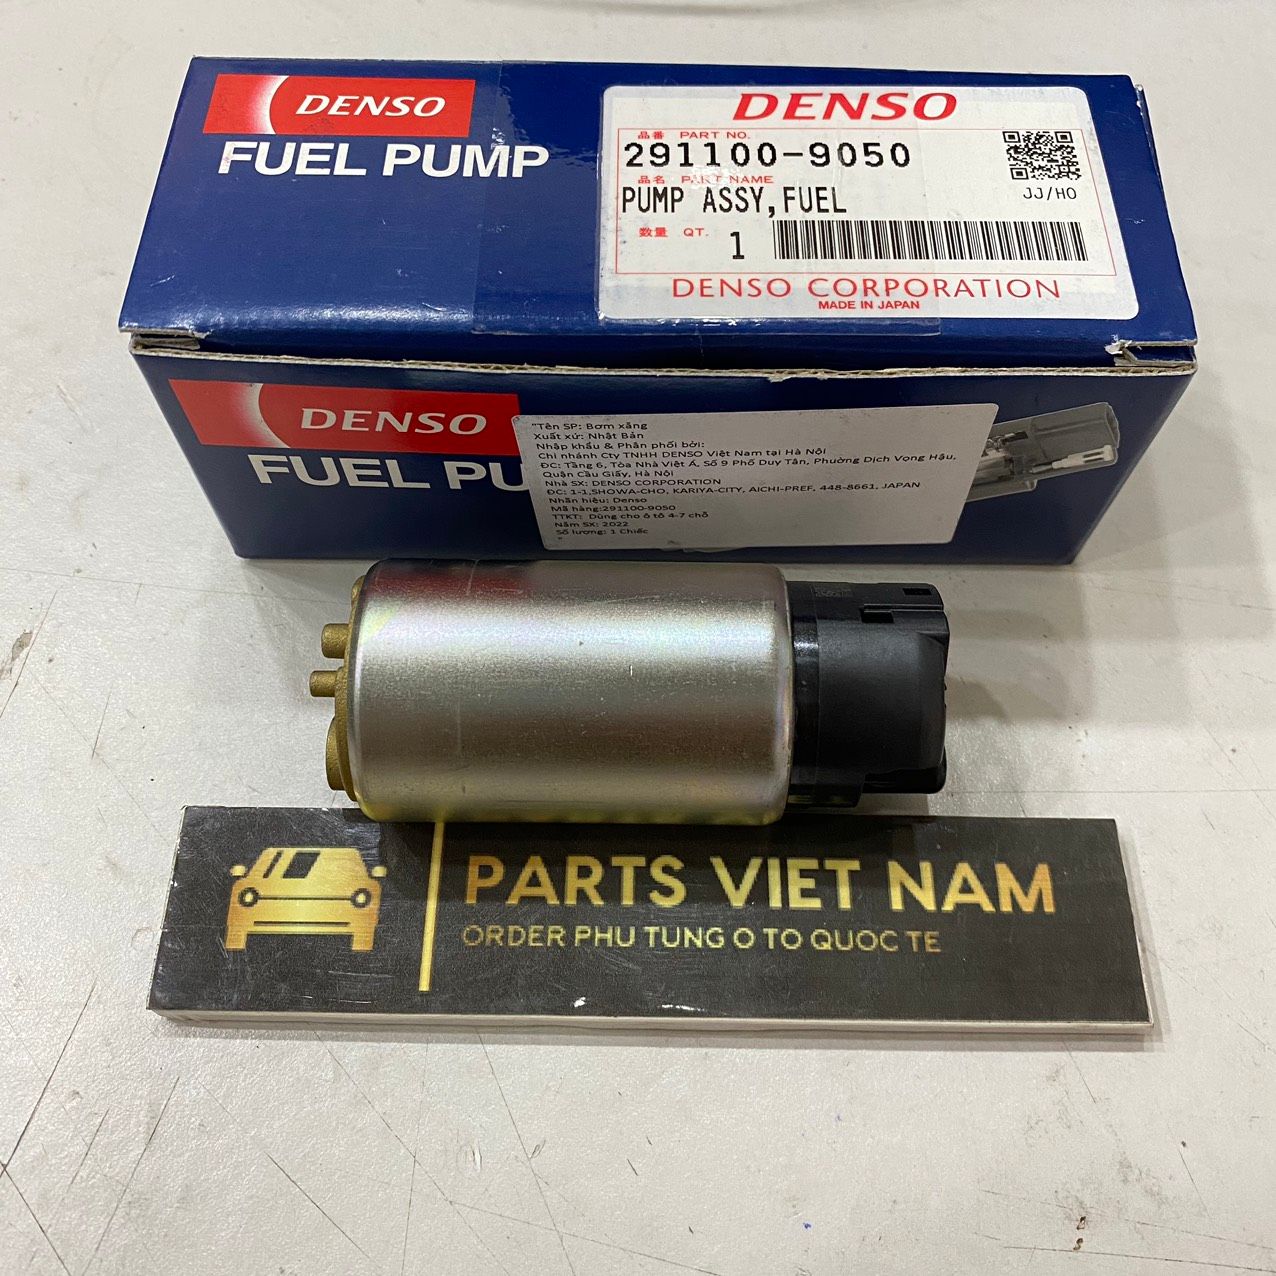 DENSO
FUEL PUMP
DENSO
品番 PART NO.
291100-9050
品名 PART NAME
PUMP ASSY,FUEL
JJ/HO
数量 QT. 1
DENSO CORPORATION
MADE IN JAPAN
DENSO
FUEL PU
"Tên SP: Bơm xăng
Xuất xứ: Nhật Bản
Nhập khẩu & Phân phối bởi:
Chi nhánh Cty TNHH DENSO Việt Nam tại Hà Nội
ĐC: Tầng 6, Tòa Nhà Việt Á, Số 9 Phố Duy Tân, Phường Dịch Vọng Hậu,
Quận Cầu Giấy, Hà Nội
Nhà SX: DENSO CORPORATION
ĐC: 1-1,SHOWA-CHO, KARIYA-CITY, AICHI-PREF, 448-8661, JAPAN
Nhãn hiệu: Denso
Mã hàng:291100-9050
TTKT: Dùng cho ô tô 4-7 chỗ
Năm SX: 2022
Số lượng: 1 Chiếc
"
PARTS VIET NAM
ORDER PHU TUNG O TO QUOC TE